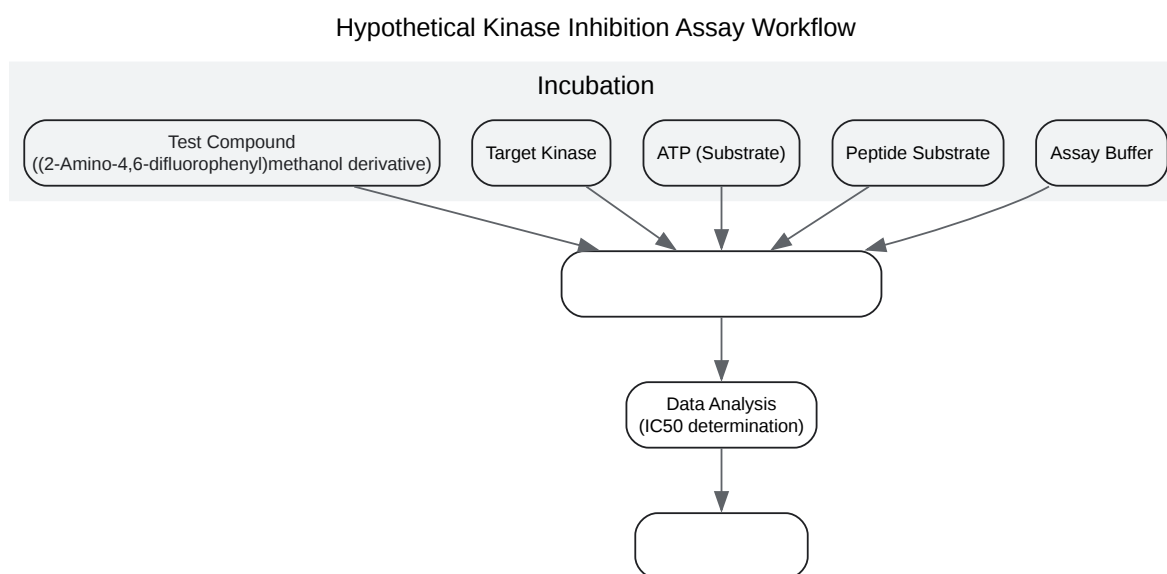 Hypothetical Kinase Inhibition Assay Workflow
Incubation
Test Compound
((2-Amino-4,6-difluorophenyl)methanol derivative)
Target Kinase
ATP (Substrate)
Peptide Substrate
Assay Buffer
Data Analysis
(IC50 determination)